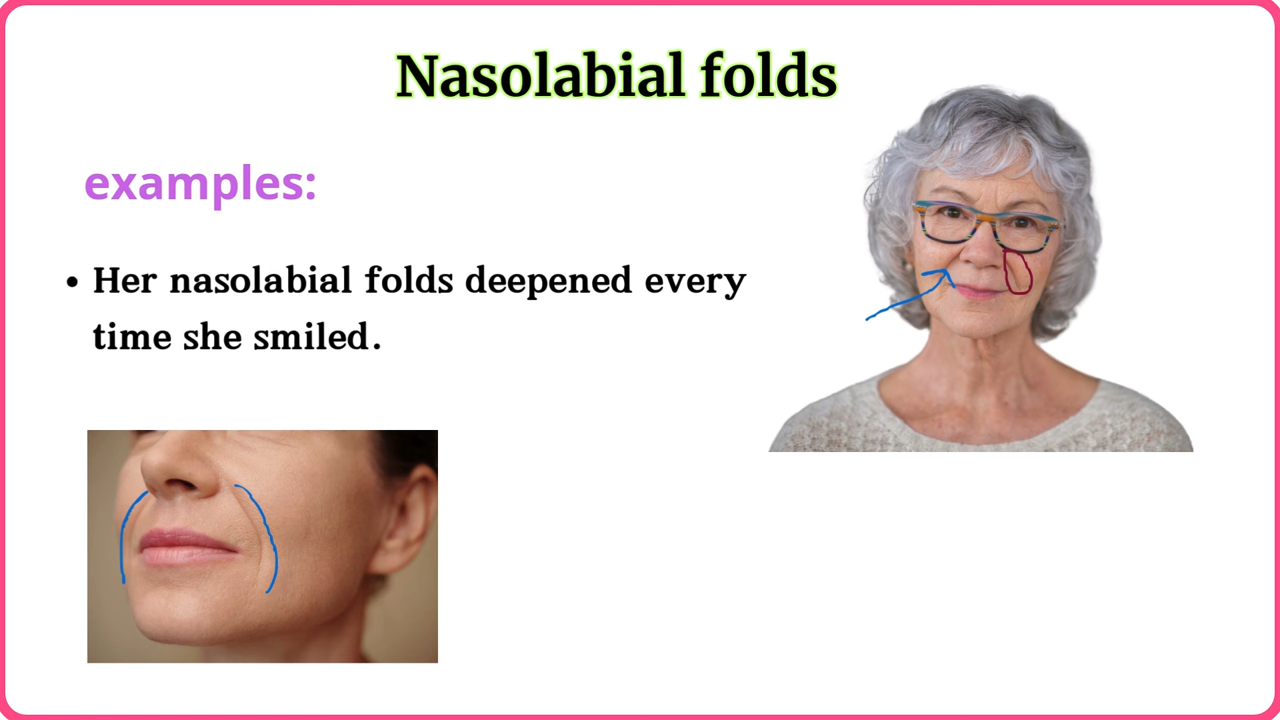 Nasolabial folds
examples:
• Her nasolabial folds deepened every
time she smiled.